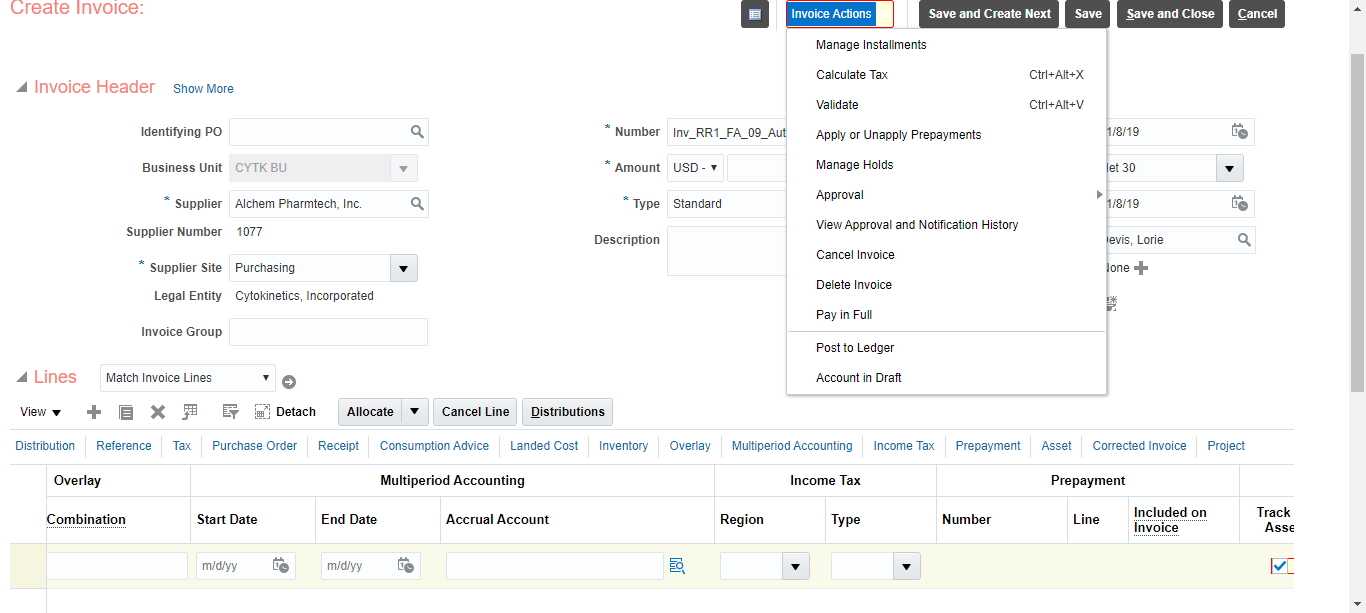 Create Invoice:
Invoice Actions
Save and Create Next
Save
Save and Close
Cancel
Manage Installments
Calculate Tax Ctrl+Alt+X
Validate Ctrl+Alt+V
Apply or Unapply Prepayments
Manage Holds
Approval
View Approval and Notification History
Cancel Invoice
Delete Invoice
Pay in Full
Post to Ledger
Account in Draft
Invoice Header Show More
Identifying PO
Business Unit CYTK BU
* Supplier Alchem Pharmtech, Inc.
Supplier Number 1077
* Supplier Site Purchasing
Legal Entity Cytokinetics, Incorporated
Invoice Group
* Number Inv_RR1_FA_09_Aut
* Amount USD -
* Type Standard
Description
1/8/19
let 30
1/8/19
Devis, Lorie
None
Lines Match Invoice Lines
View Detach Allocate Cancel Line Distributions
Distribution Reference Tax Purchase Order Receipt Consumption Advice Landed Cost Inventory Overlay Multiperiod Accounting Income Tax Prepayment Asset Corrected Invoice Project
Overlay Multiperiod Accounting Income Tax Prepayment
Combination Start Date End Date Accrual Account Region Type Number Line Included on Invoice Track Asse
m/d/yy m/d/yy